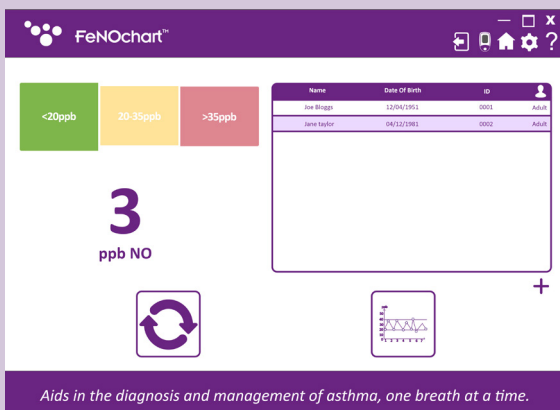 FeNOchart™
<20ppb 20-35ppb >35ppb
3
ppb NO
Name Date Of Birth ID
Joe Bloggs 12/04/1951 0001 Adult
Jane taylor 04/12/1981 0002 Adult
Aids in the diagnosis and management of asthma, one breath at a time.